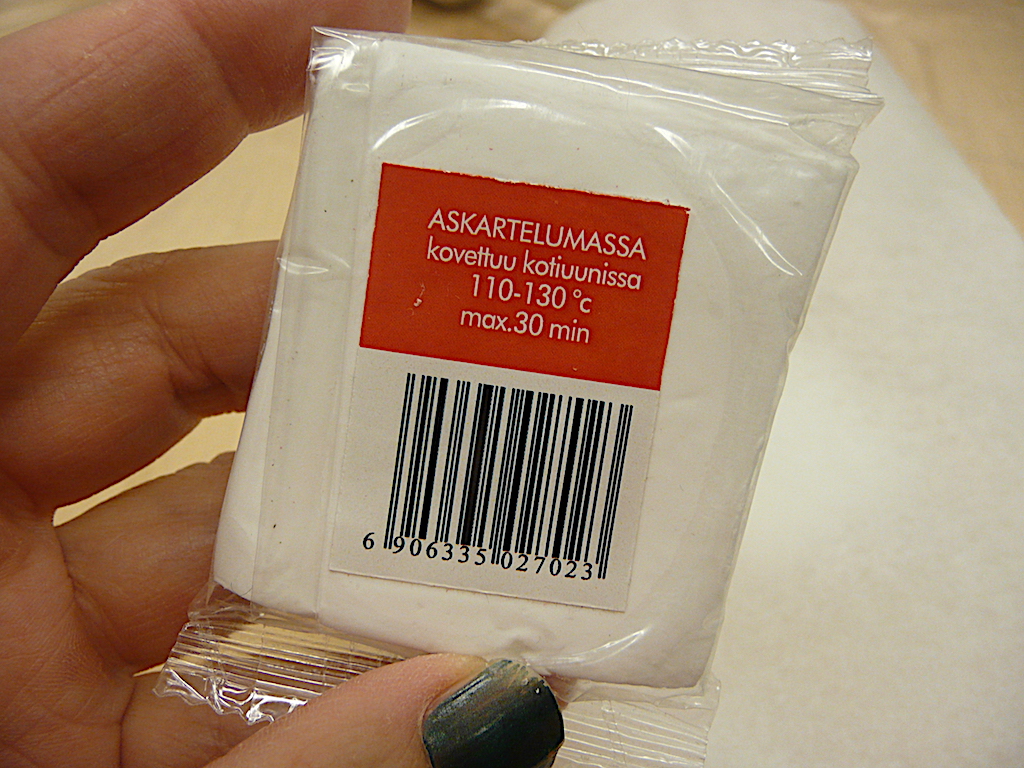 ASKARTELUMASSA
kovettuu kotiuunissa
110-130 °c
max.30 min
6 906335 027023